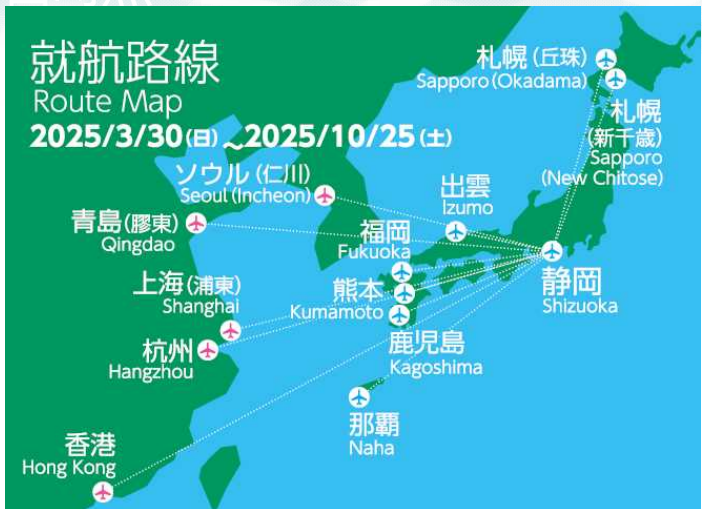 就航路線
Route Map
2025/3/30(日)~2025/10/25(土)
札幌(丘珠)
Sapporo(Okadama)
札幌
(新千歳)
Sapporo
(New Chitose)
ソウル(仁川)
Seoul(Incheon)
出雲
Izumo
青島(膠東)
Qingdao
福岡
Fukuoka
静岡
Shizuoka
上海(浦東)
Shanghai
熊本
Kumamoto
杭州
Hangzhou
鹿児島
Kagoshima
那覇
Naha
香港
Hong Kong